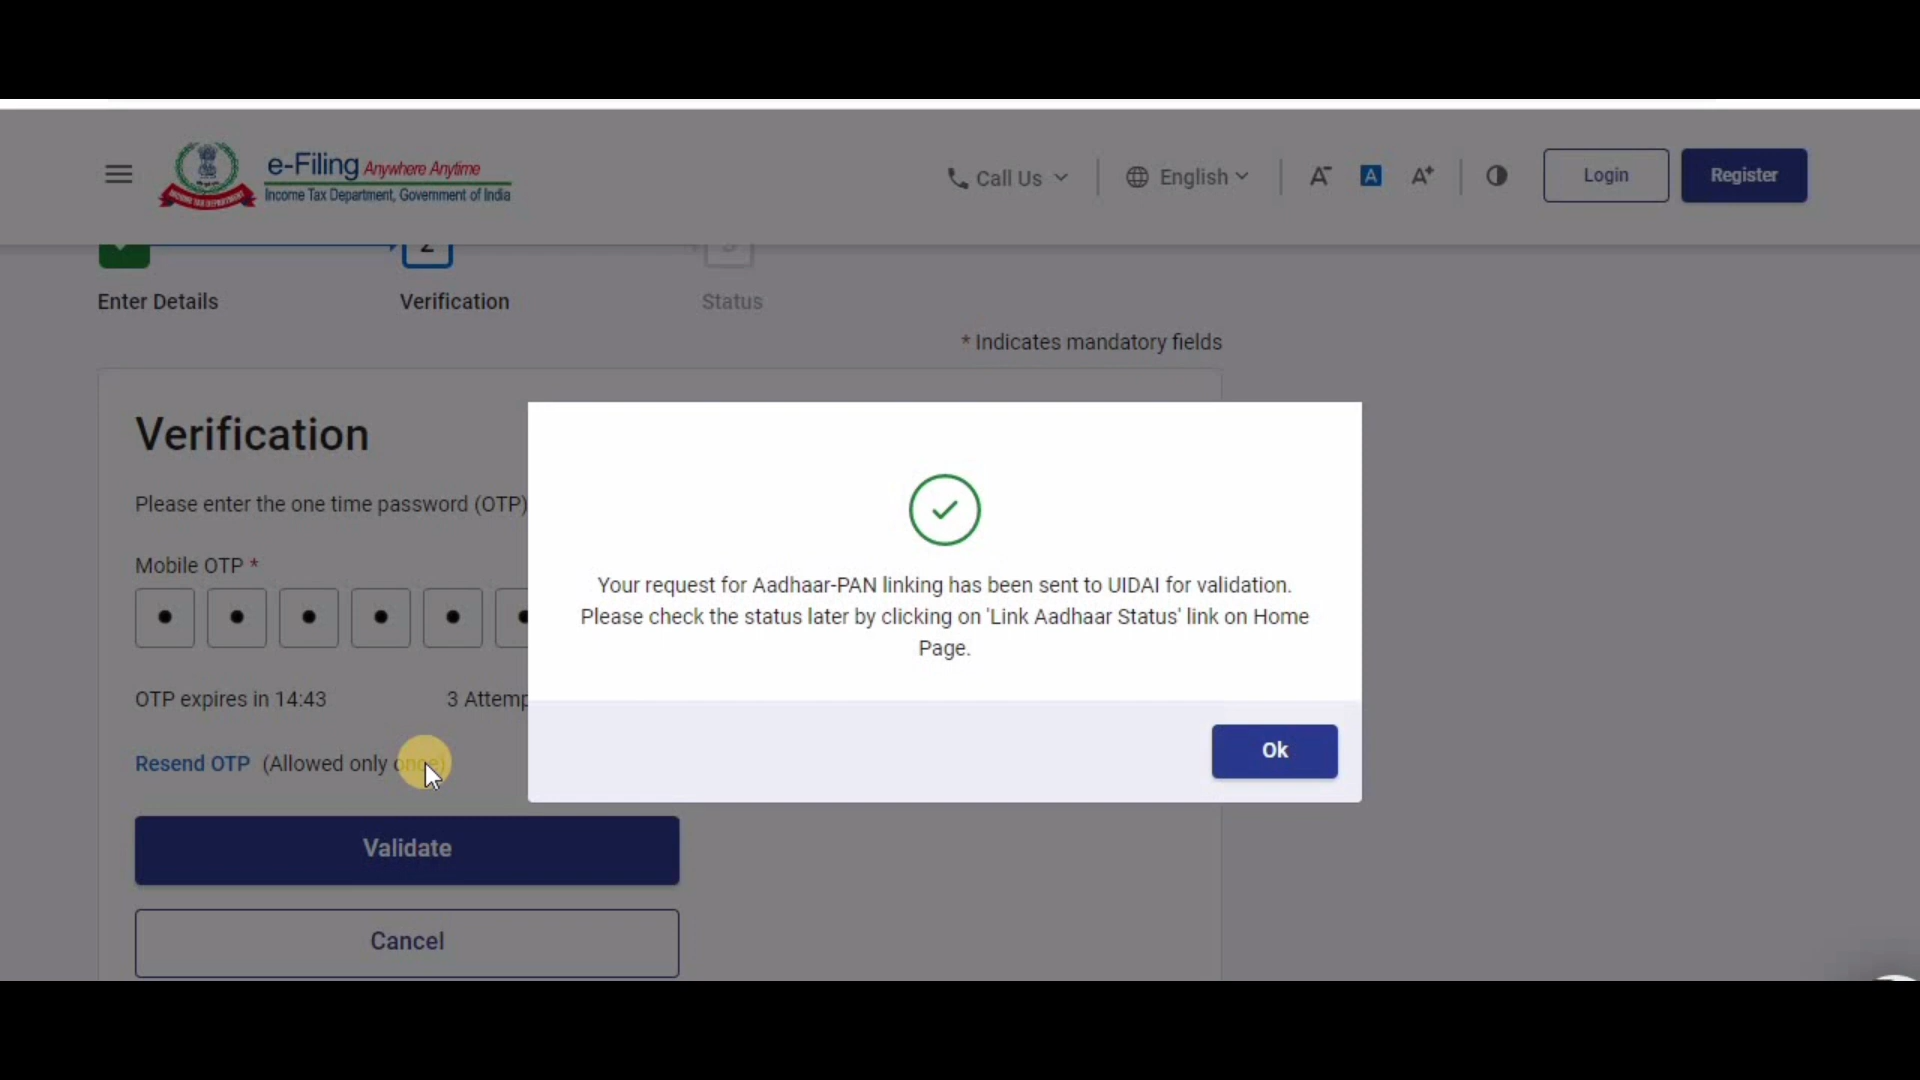 e-Filing Anywhere Anytime
Income Tax Department, Government of India
Call Us
English
A-
A
A+
Login
Register
2
Enter Details
Verification
Status
* Indicates mandatory fields
Verification
Please enter the one time password (OTP)
Mobile OTP *
OTP expires in 14:43
3 Attemp
Resend OTP (Allowed only once)
Validate
Cancel
Your request for Aadhaar-PAN linking has been sent to UIDAI for validation.
Please check the status later by clicking on 'Link Aadhaar Status' link on Home
Page.
Ok